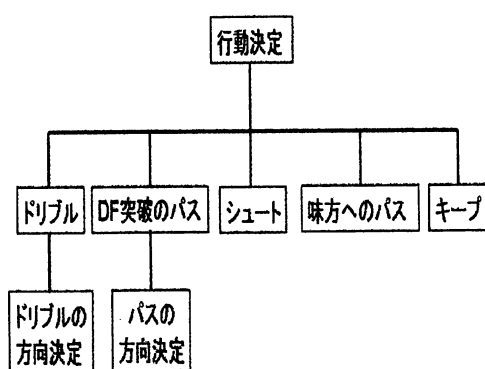 行動決定
ドリブル
DF突破のパス
シュート
味方へのパス
キープ
ドリブルの
方向決定
パスの
方向決定